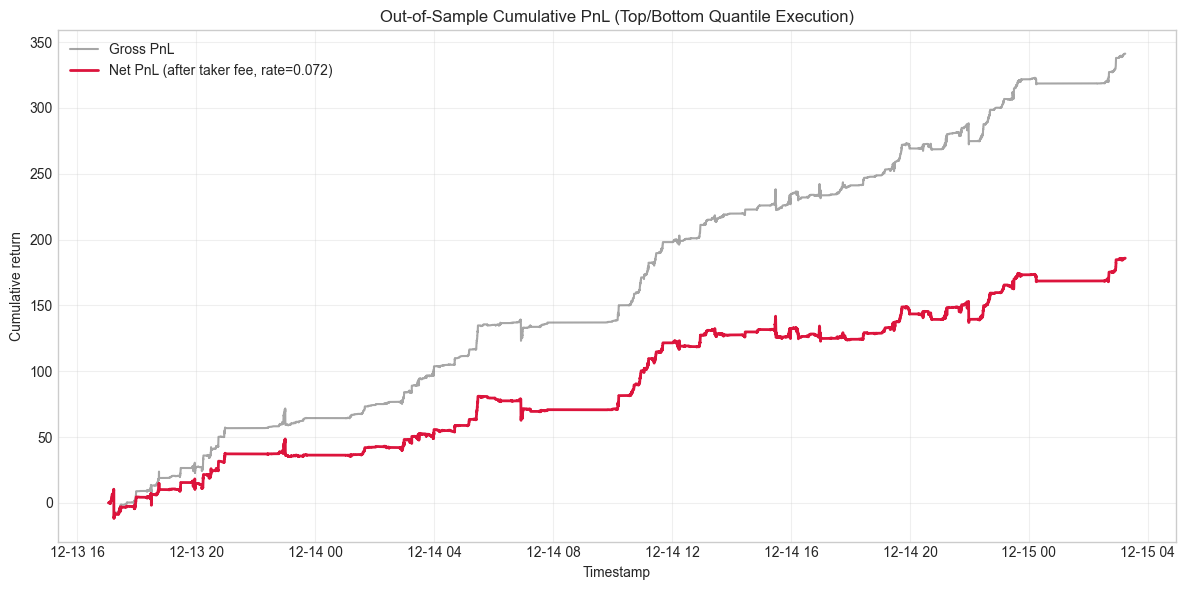 Out-of-Sample Cumulative PnL (Top/Bottom Quantile Execution)
Gross PnL
Net PnL (after taker fee, rate=0.072)
350
300
250
200
150
100
50
0
Cumulative return
12-13 16 12-13 20 12-14 00 12-14 04 12-14 08 12-14 12 12-14 16 12-14 20 12-15 00 12-15 04
Timestamp